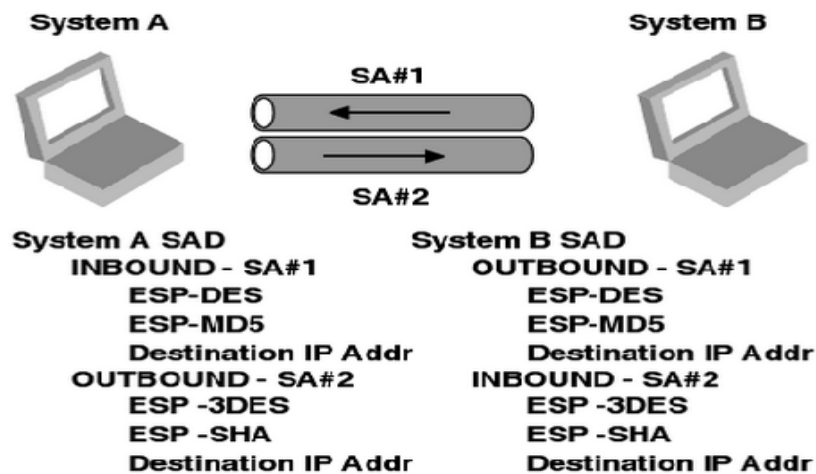 System A
System B
SA#1
SA#2
System A SAD
INBOUND - SA#1
ESP-DES
ESP-MD5
Destination IP Addr
OUTBOUND - SA#2
ESP -3DES
ESP -SHA
Destination IP Addr
System B SAD
OUTBOUND - SA#1
ESP-DES
ESP-MD5
Destination IP Addr
INBOUND - SA#2
ESP -3DES
ESP -SHA
Destination IP Addr